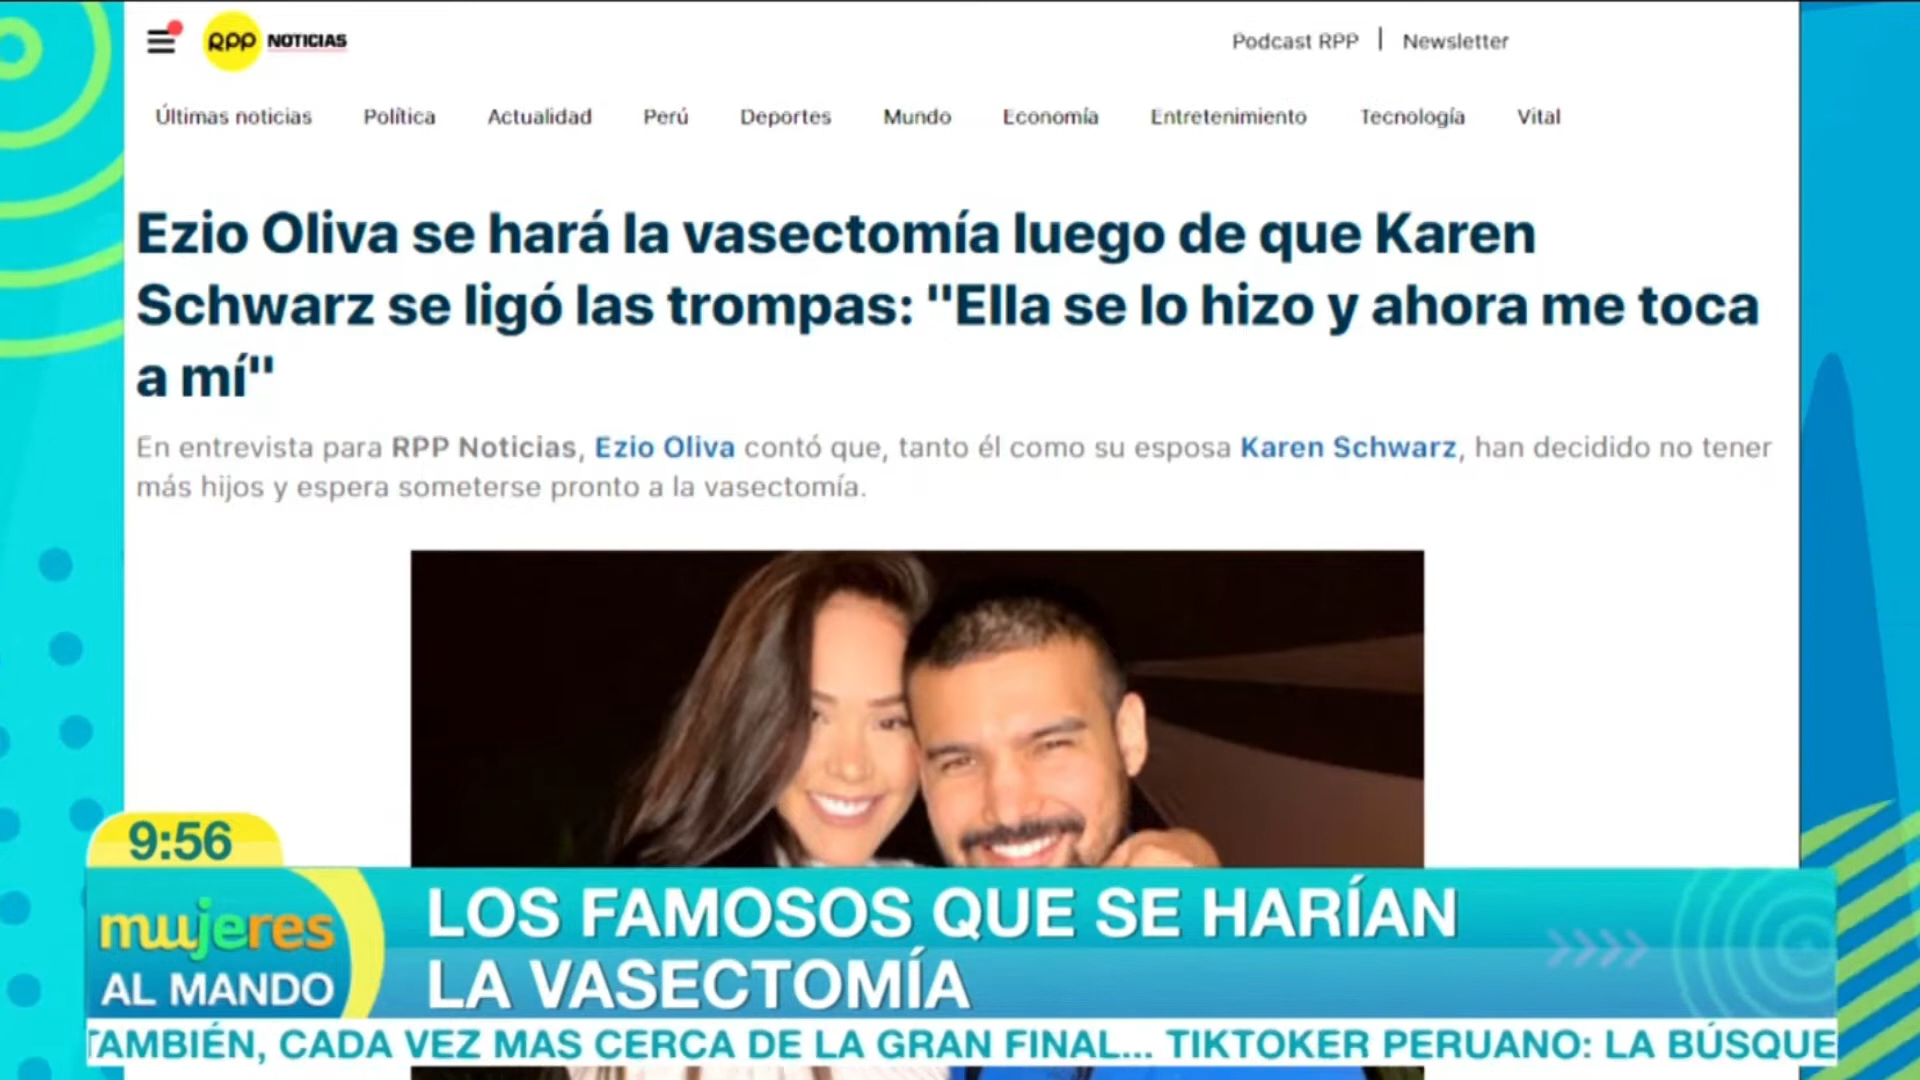 RPP NOTICIAS
Podcast RPP | Newsletter
Últimas noticias Política Actualidad Perú Deportes Mundo Economía Entretenimiento Tecnología Vital
Ezio Oliva se hará la vasectomía luego de que Karen
Schwarz se ligó las trompas: "Ella se lo hizo y ahora me toca
a mí"
En entrevista para RPP Noticias, Ezio Oliva contó que, tanto él como su esposa Karen Schwarz, han decidido no tener
más hijos y espera someterse pronto a la vasectomía.
9:56
mujeres
AL MANDO
LOS FAMOSOS QUE SE HARÍAN
LA VASECTOMÍA
TAMBIÉN, CADA VEZ MAS CERCA DE LA GRAN FINAL... TIKTOKER PERUANO: LA BÚSQUE